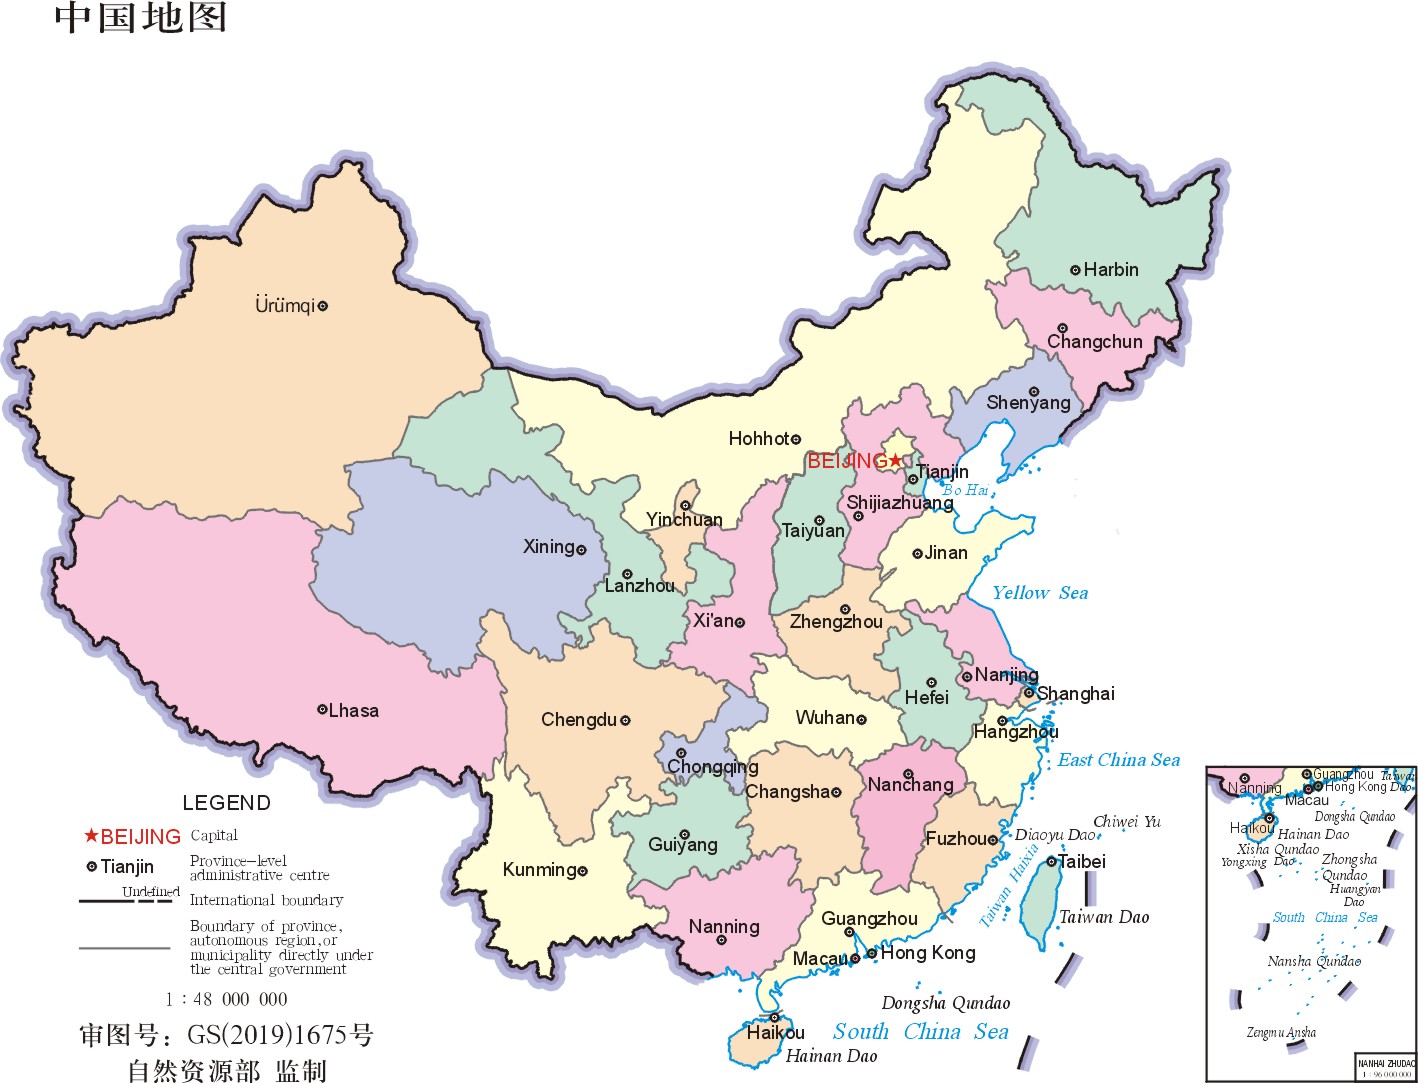 中国地图
Harbin
Ürümqi
Changchun
Shenyang
Hohhot
BEIJING
Tianjin
Bo Hai
Shijiazhuang
Yinchuan
Taiyuan
Xining
Jinan
Lanzhou
Yellow Sea
Xi'an
Zhengzhou
Nanjing
Shanghai
Hefei
Lhasa
Chengdu
Wuhan
Hangzhou
East China Sea
Chongqing
Nanchang
Changsha
Chiwei Yu
Fuzhou
Diaoyu Dao
Guiyang
Taibei
Kunming
Taiwan Haixia
Taiwan Dao
Guangzhou
Nanning
Hong Kong
Macau
Dongsha Qundao
Haikou
South China Sea
Hainan Dao
LEGEND
BEIJING Capital
Tianjin Province-level
administrative centre
Undefined
International boundary
Boundary of province,
autonomous region,or
municipality directly under
the central government
1 : 48 000 000
审图号：GS(2019)1675号
自然资源部 监制
Guangzhou
Taiwan
Nanning
Hong Kong
Dao
Macau
Dongsha Qundao
Haikou
Hainan Dao
Xisha Qundao
Yongxing Dao
Zhongsha
Qundao
Huangyan
Dao
South China Sea
Nansha Qundao
Zengmu Ansha
NANHAI ZHUDAO
1 : 96 000 000